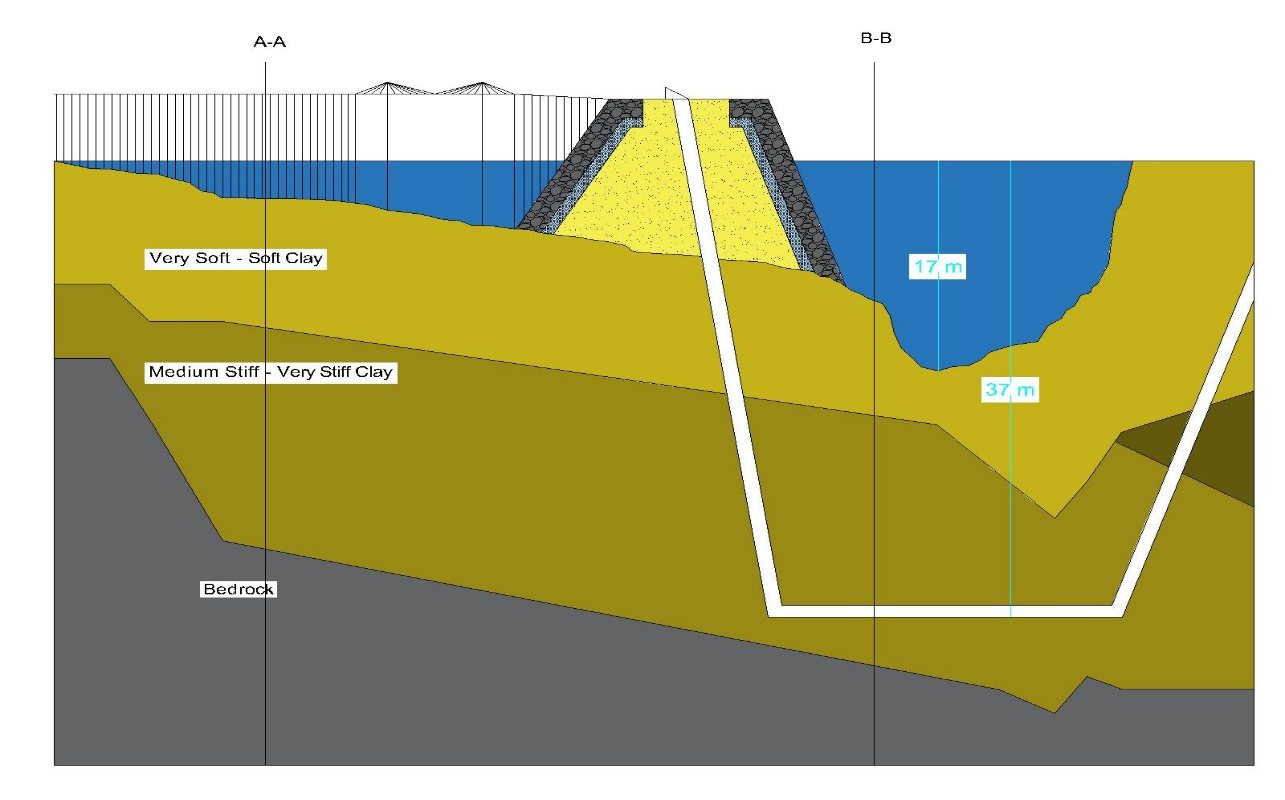 A-A
B-B
Very Soft - Soft Clay
17 m
Medium Stiff - Very Stiff Clay
37 m
Bedrock